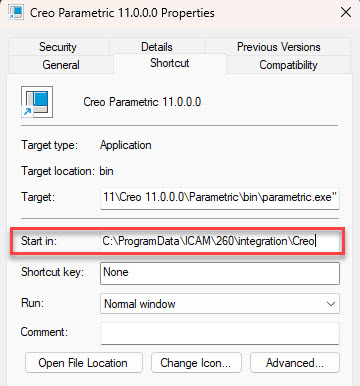 Creo Parametric 11.0.0.0 Properties
Security Details Previous Versions
General Shortcut Compatibility
Creo Parametric 11.0.0.0
Target type: Application
Target location: bin
Target: 11\Creo 11.0.0.0\Parametric\bin\parametric.exe"
Start in: C:\ProgramData\ICAM\260\integration\Creo
Shortcut key: None
Run: Normal window
Comment:
Open File Location Change Icon... Advanced...